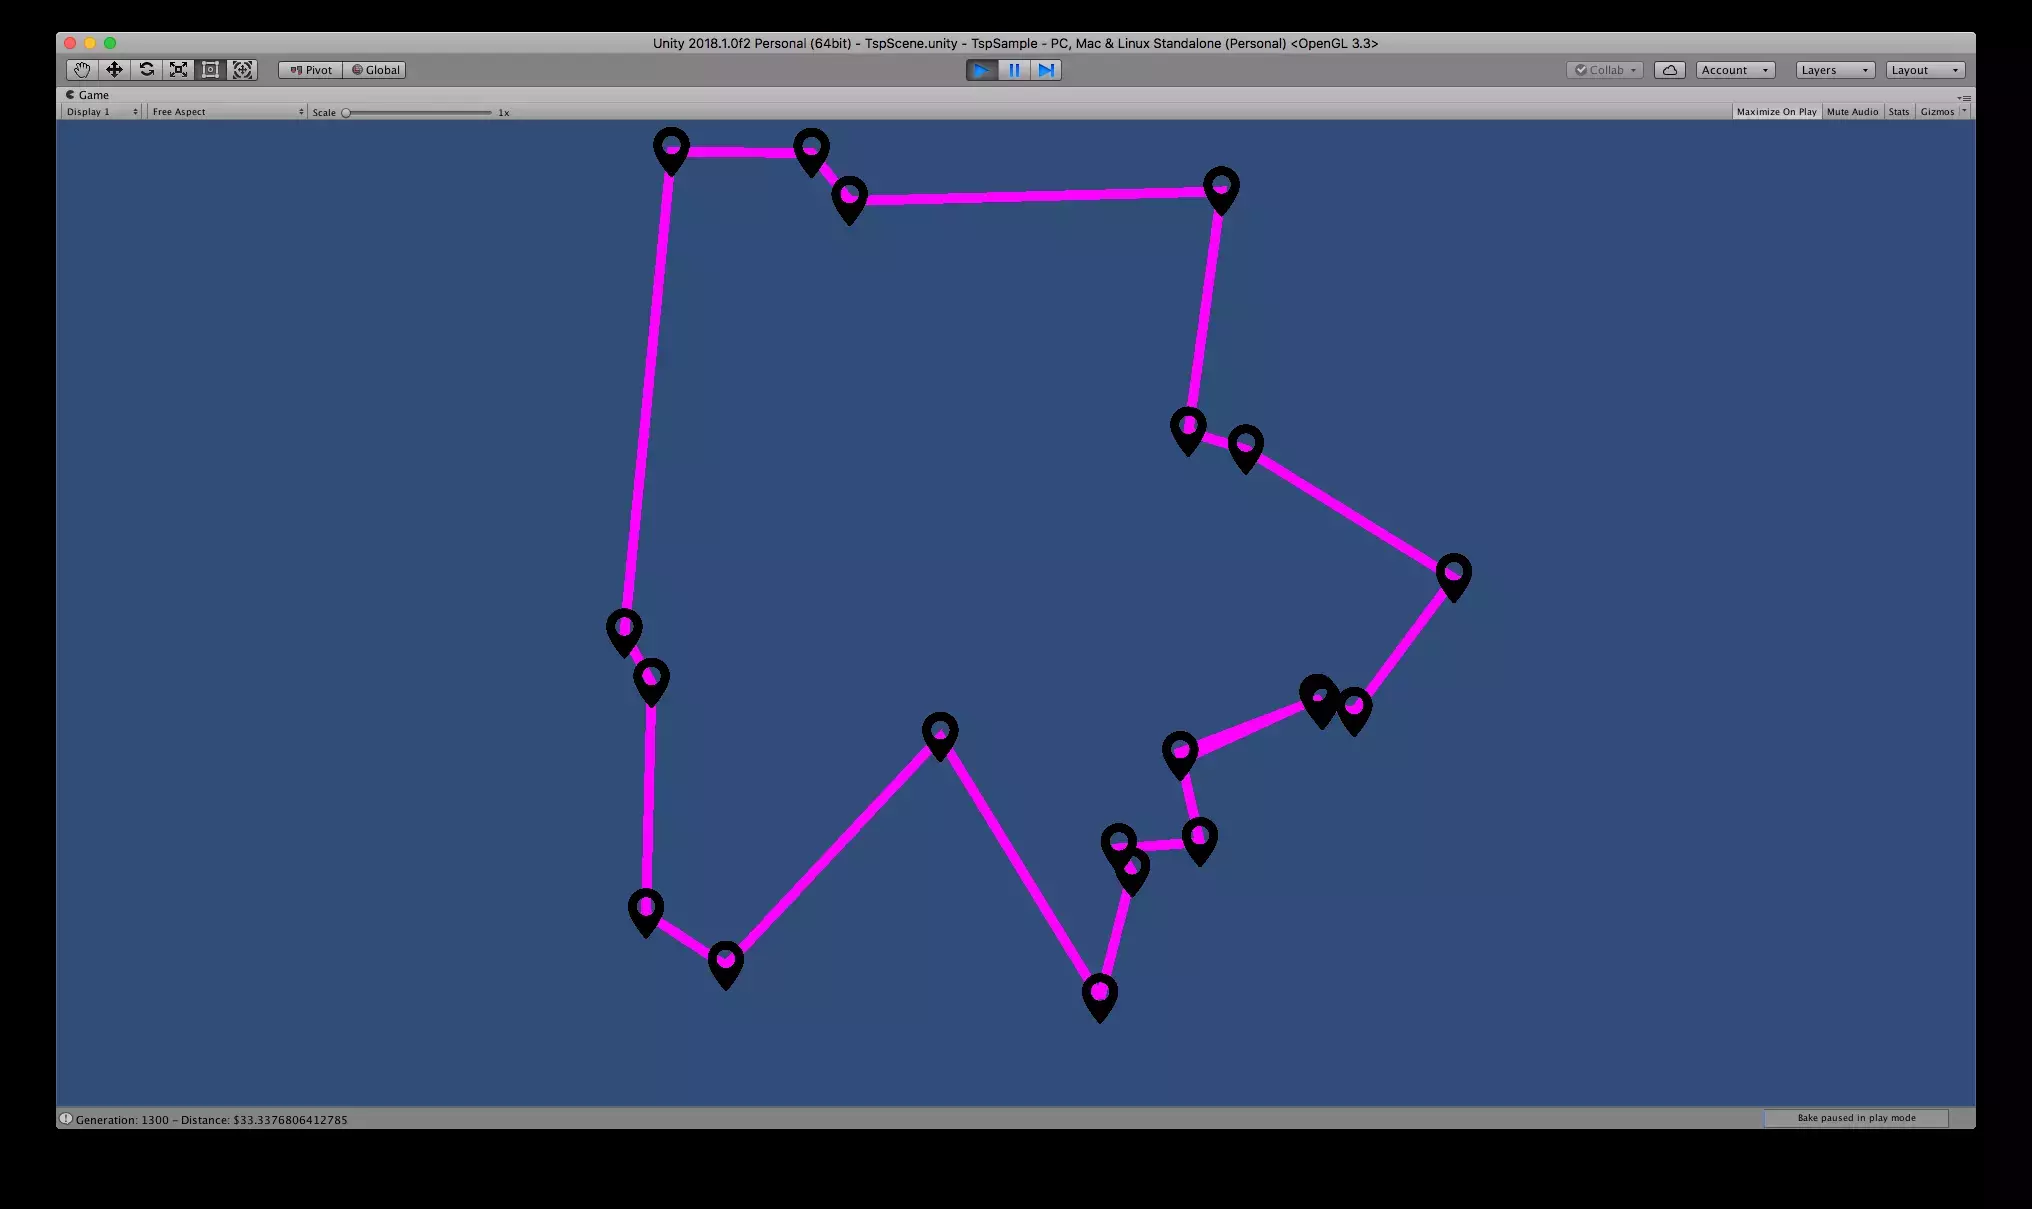 Unity 2018.1.0f2 Personal (64bit) - TspScene.unity - TspSample - PC, Mac & Linux Standalone (Personal) <OpenGL 3.3>
Pivot Global Collab Account Layers Layout
Game
Display 1 Free Aspect Scale 1x Maximize On Play Mute Audio Stats Gizmos
Generation: 1300 - Distance: $33.3376806412785 Bake paused in play mode